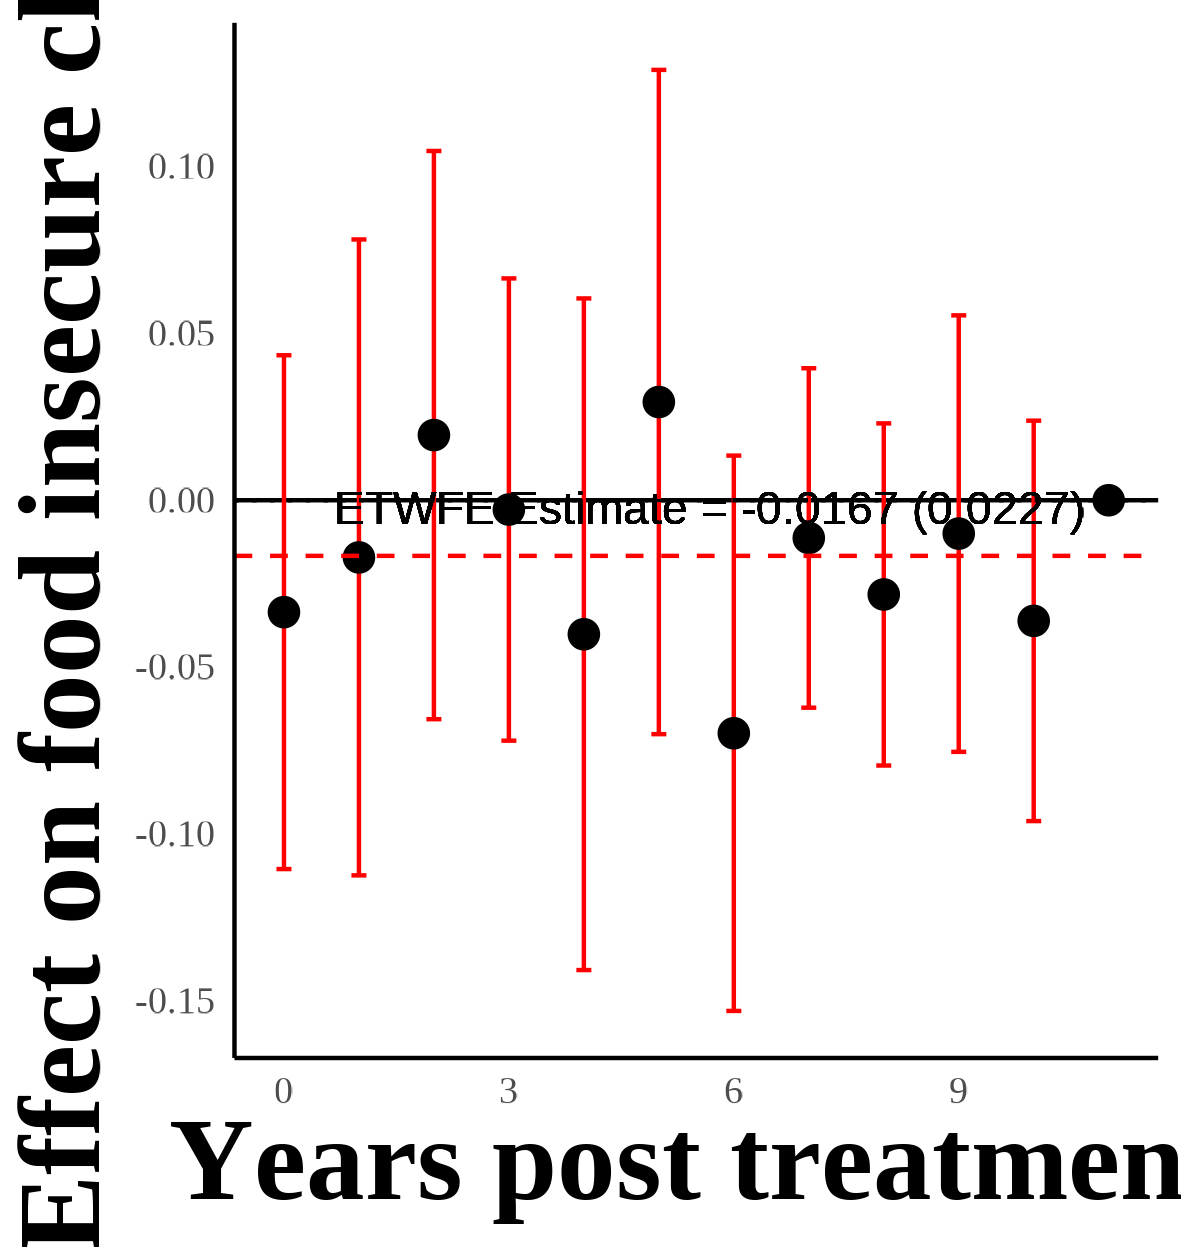 Effect on food insecure cl
0.10
0.05
0.00
ETWFE Estimate = -0.0167 (0.0227)
-0.05
-0.10
-0.15
0 3 6 9
Years post treatmen